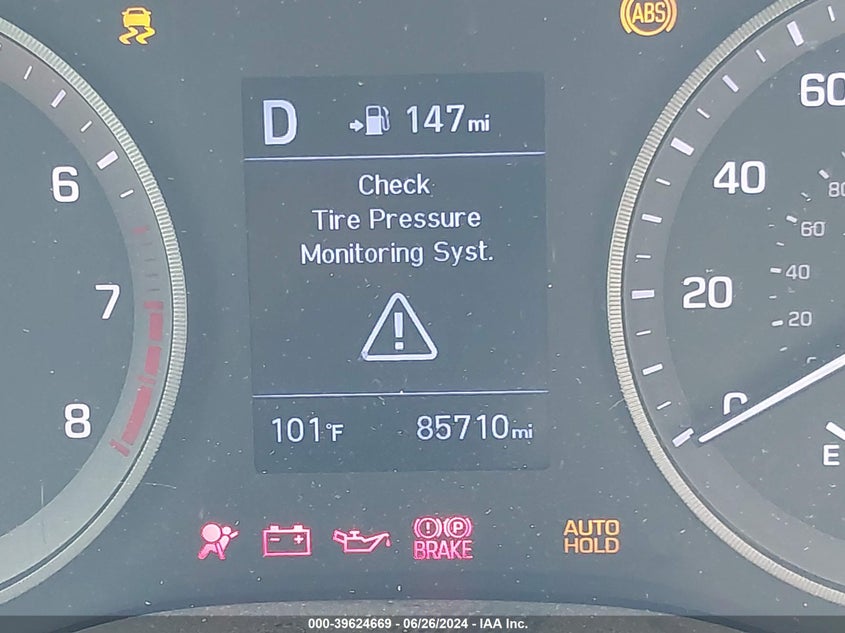 ABS
D 147mi
60
Check
Tire Pressure
Monitoring Syst.
6
40
80
60
7
20
40
20
8
101°F 85710mi
0
E
(!)(P)
BRAKE
AUTO
HOLD
000-39624669 - 06/26/2024 - IAA Inc.